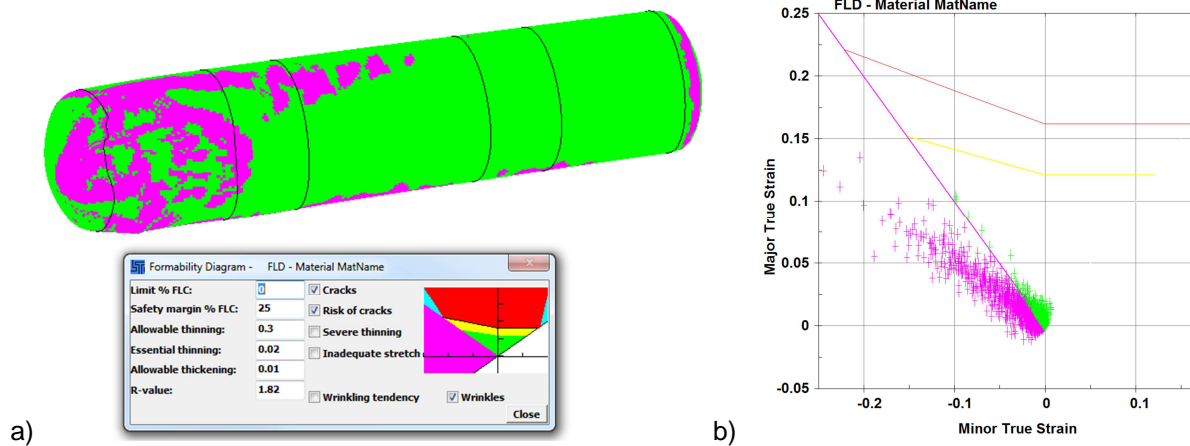 Formability Diagram - FLD - Material MatName
Limit % FLC: 0 Cracks
Safety margin % FLC: 25 Risk of cracks
Allowable thinning: 0.3 Severe thinning
Essential thinning: 0.02 Inadequate stretch
Allowable thickening: 0.01
R-value: 1.82 Wrinkling tendency Wrinkles
Close
a)
FLD - Material MatName
0.25
0.2
0.15
0.1
0.05
0
-0.05
Major True Strain
-0.2 -0.1 0 0.1
Minor True Strain
b)